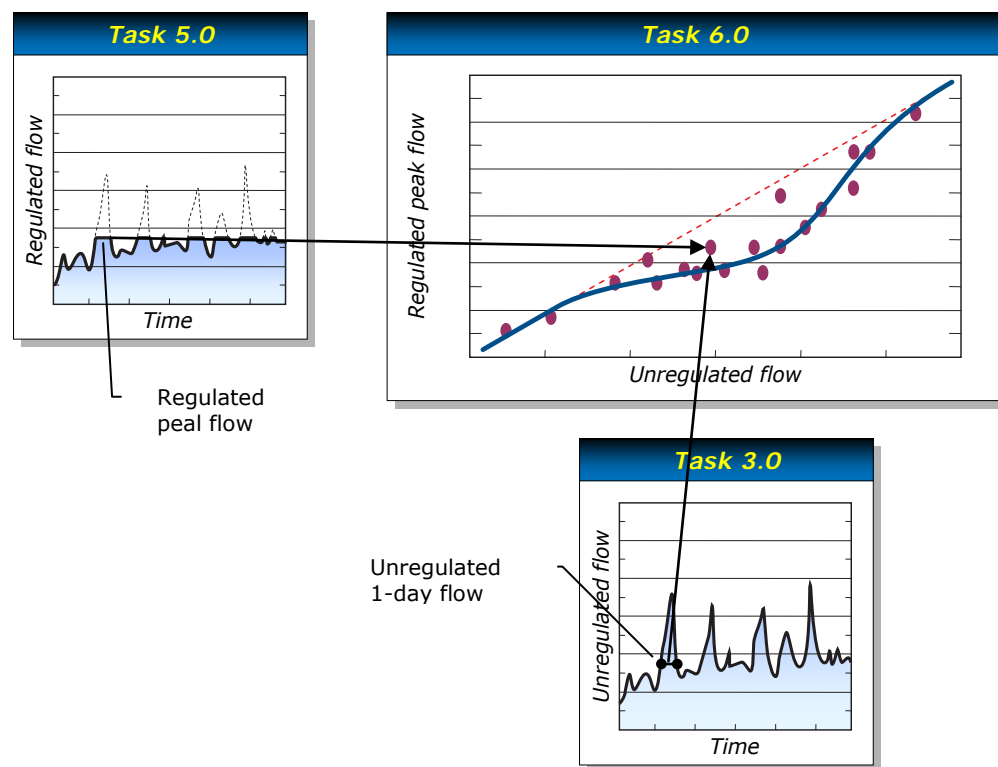 Task 5.0
Regulated flow
Time
Regulated
peal flow
Task 6.0
Regulated peak flow
Unregulated flow
Task 3.0
Unregulated
1-day flow
Unregulated flow
Time